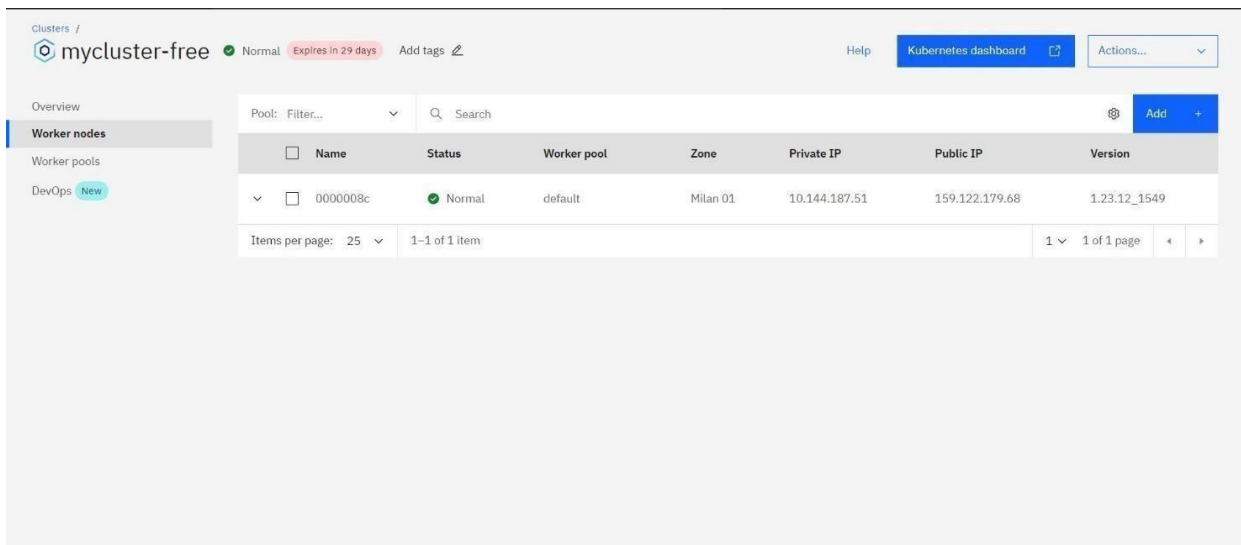 Clusters /
mycluster-free Normal Expires in 29 days Add tags Help Kubernetes dashboard Actions...
Overview
Worker nodes
Worker pools
DevOps New
Pool: Filter... Search Add +
Name Status Worker pool Zone Private IP Public IP Version
0000008c Normal default Milan 01 10.144.187.51 159.122.179.68 1.23.12_1549
Items per page: 25 1–1 of 1 item 1 1 of 1 page